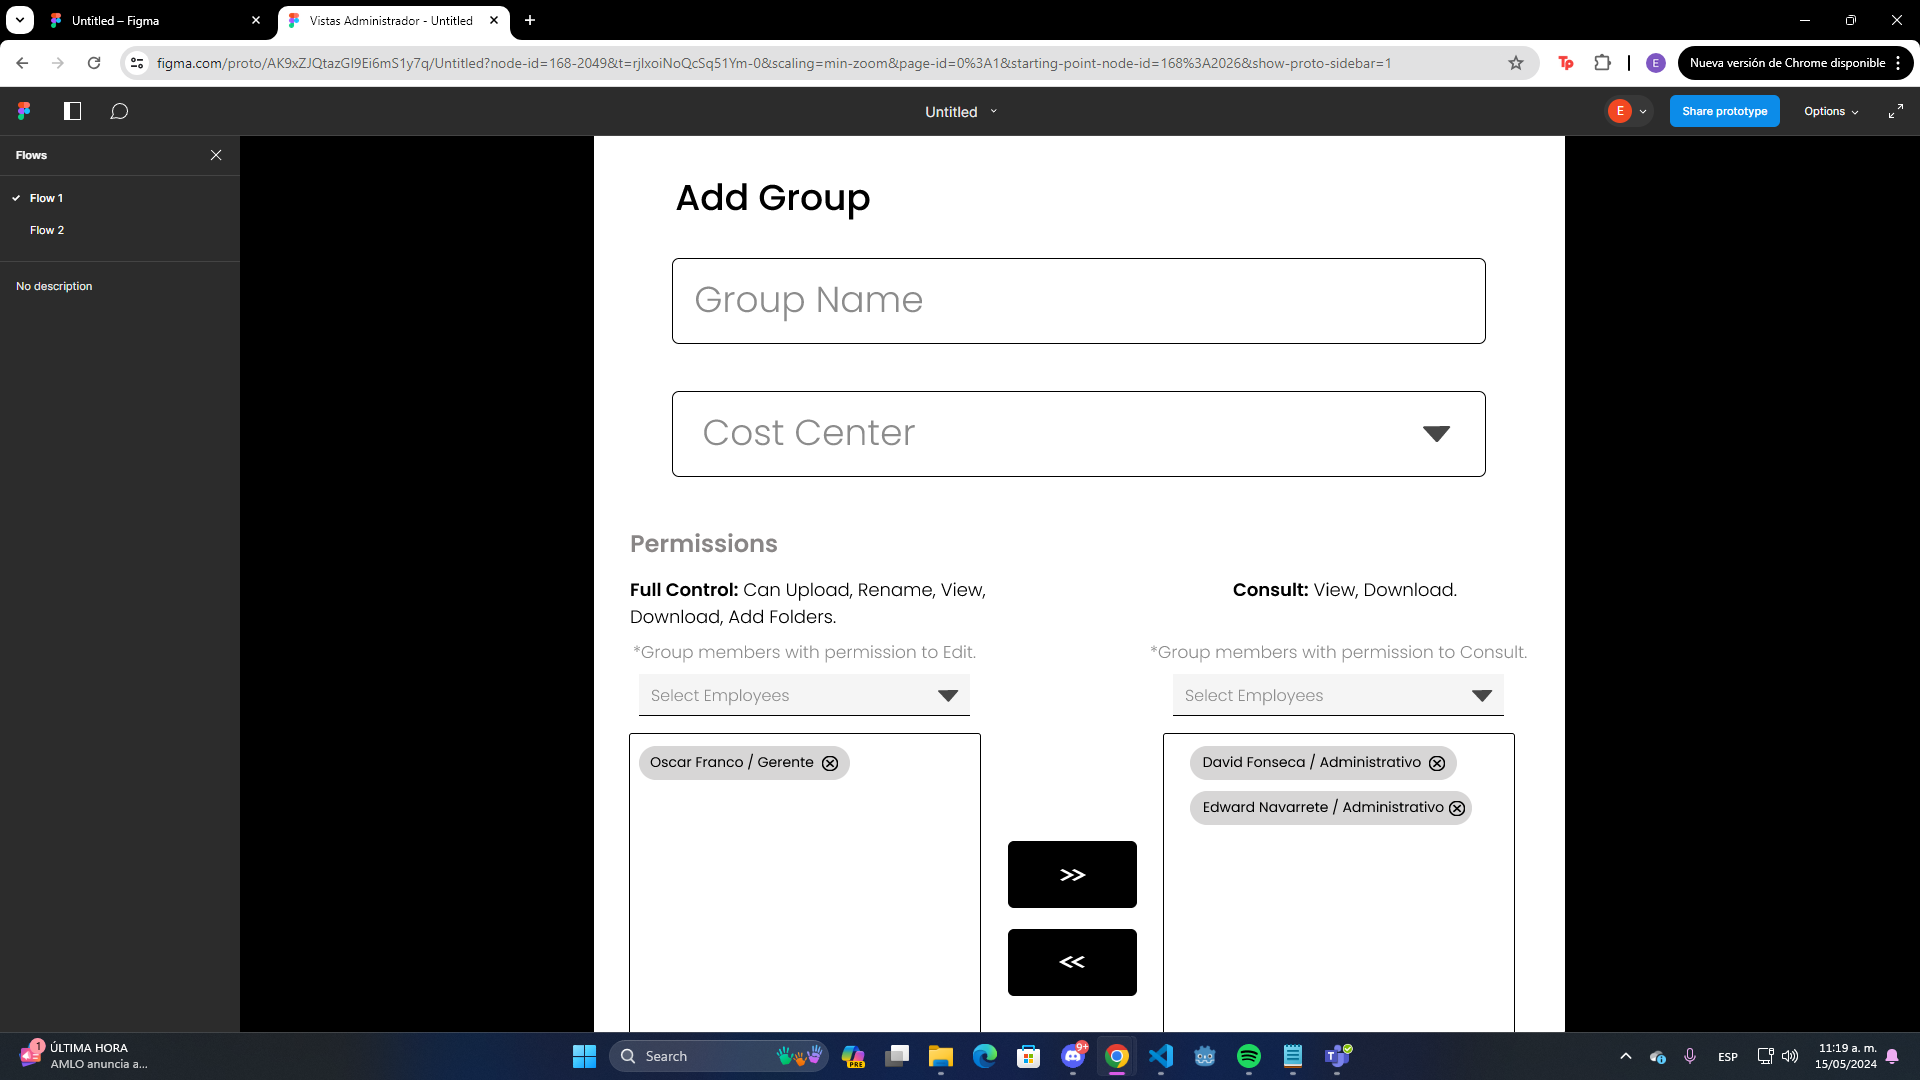 Untitled – Figma
Vistas Administrador - Untitled
figma.com/proto/AK9xZJQtazGI9Ei6mS1y7q/Untitled?node-id=168-2049&t=rjlxoiNoQcSq51Ym-0&scaling=min-zoom&page-id=0%3A1&starting-point-node-id=168%3A2026&show-proto-sidebar=1
Tp
E
Nueva versión de Chrome disponible
Untitled
E
Share prototype
Options
Flows
Flow 1
Flow 2
No description
Add Group
Group Name
Cost Center
Permissions
Full Control: Can Upload, Rename, View,
Download, Add Folders.
Consult: View, Download.
*Group members with permission to Edit.
*Group members with permission to Consult.
Select Employees
Select Employees
Oscar Franco / Gerente
David Fonseca / Administrativo
Edward Navarrete / Administrativo
>>
<<
1
ÚLTIMA HORA
AMLO anuncia a...
Search
PRE
9+
ESP
11:19 a. m.
15/05/2024